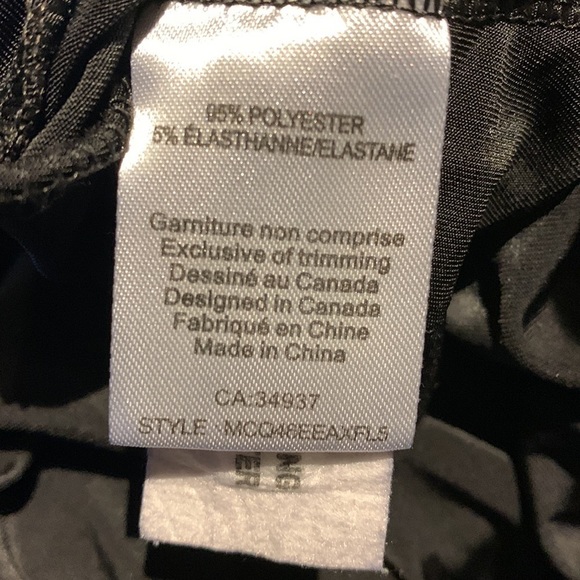 95% POLYESTER
5% ÉLASTHANNE/ELASTANE
Garniture non comprise
Exclusive of trimming
Dessiné au Canada
Designed in Canada
Fabriqué en Chine
Made in China
CA:34937
STYLE :